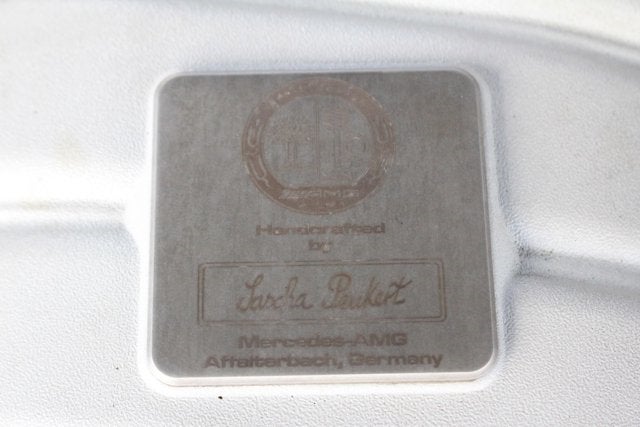 Handcrafted
by
Sascha Paukert
Mercedes-AMG
Affalterbach, Germany